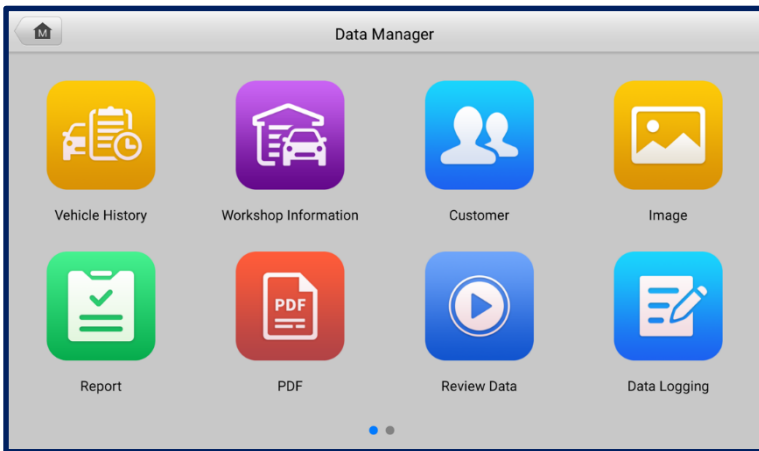 M
Data Manager
Vehicle History
Workshop Information
Customer
Image
PDF
Report
PDF
Review Data
Data Logging